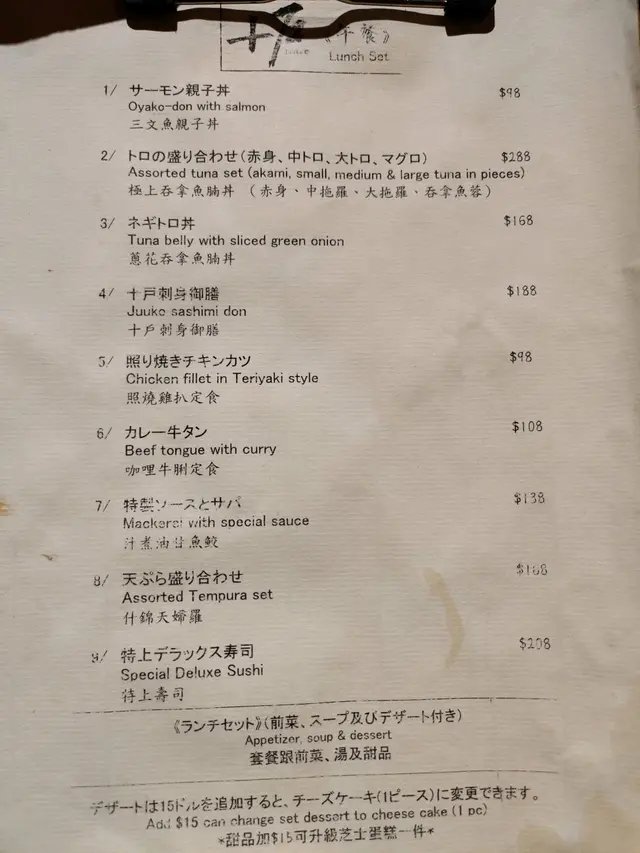 十戶
《午餐》
Lunch Set
1/ サーモン親子丼 $98
Oyako-don with salmon
三文魚親子丼
2/ トロの盛り合わせ(赤身、中トロ、大トロ、マグロ) $288
Assorted tuna set (akami, small, medium & large tuna in pieces)
極上吞拿魚腩丼 (赤身、中拖羅、大拖羅、吞拿魚蓉)
3/ ネギトロ丼 $168
Tuna belly with sliced green onion
蔥花吞拿魚腩丼
4/ 十戸刺身御膳 $188
Juuke sashimi don
十戶刺身御膳
5/ 照り焼きチキンカツ $98
Chicken fillet in Teriyaki style
照燒雞扒定食
6/ カレー牛タン $108
Beef tongue with curry
咖哩牛脷定食
7/ 特製ソースとサバ $138
Mackerel with special sauce
汁煮油甘魚鮫
8/ 天ぷら盛り合わせ $168
Assorted Tempura set
什錦天婦羅
9/ 特上デラックス寿司 $208
Special Deluxe Sushi
特上壽司
《ランチセット》(前菜、スープ及びデザート付き)
Appetizer, soup & dessert
套餐跟前菜、湯及甜品
デザートは15ドルを追加すると、チーズケーキ(1ピース)に変更できます。
Add $15 can change set dessert to cheese cake (1 pc)
*甜品加$15可升級芝士蛋糕一件*